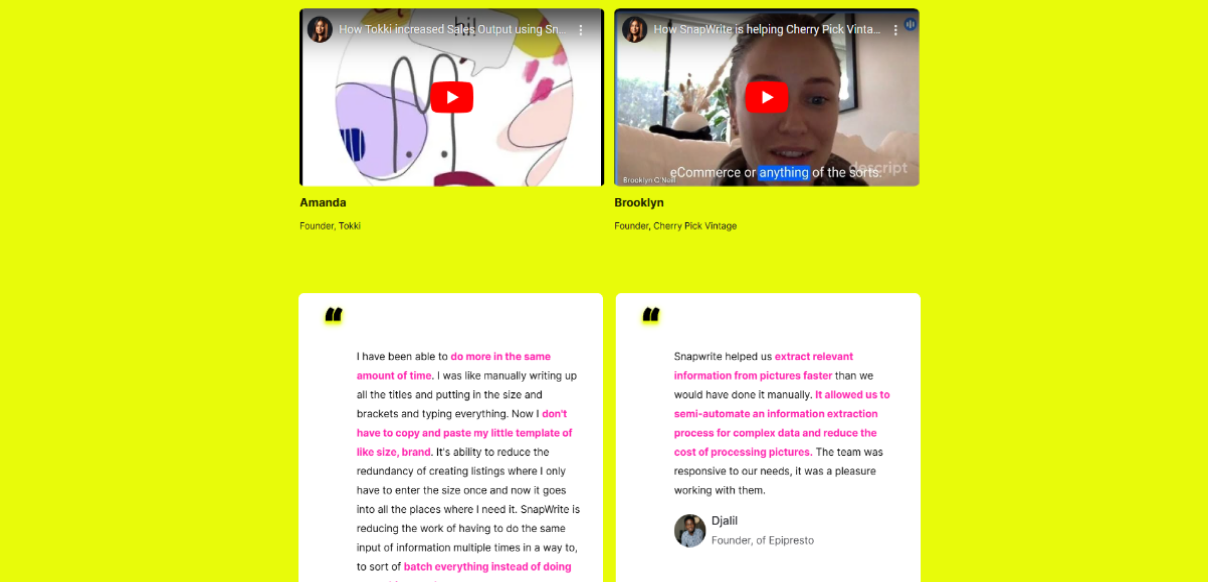 How Tokki increased Sales Output using Sn...
hi!
How SnapWrite is helping Cherry Pick Vinta...
descript
eCommerce or anything of the sorts.
Brooklyn O'Neill
Amanda
Brooklyn
Founder, Tokki
Founder, Cherry Pick Vintage
“
I have been able to do more in the same
amount of time. I was like manually writing up
all the titles and putting in the size and
brackets and typing everything. Now I don't
have to copy and paste my little template of
like size, brand. It's ability to reduce the
redundancy of creating listings where I only
have to enter the size once and now it goes
into all the places where I need it. SnapWrite is
reducing the work of having to do the same
input of information multiple times in a way to,
to sort of batch everything instead of doing
“
Snapwrite helped us extract relevant
information from pictures faster than we
would have done it manually. It allowed us to
semi-automate an information extraction
process for complex data and reduce the
cost of processing pictures. The team was
responsive to our needs, it was a pleasure
working with them.
Djalil
Founder, of Epipresto